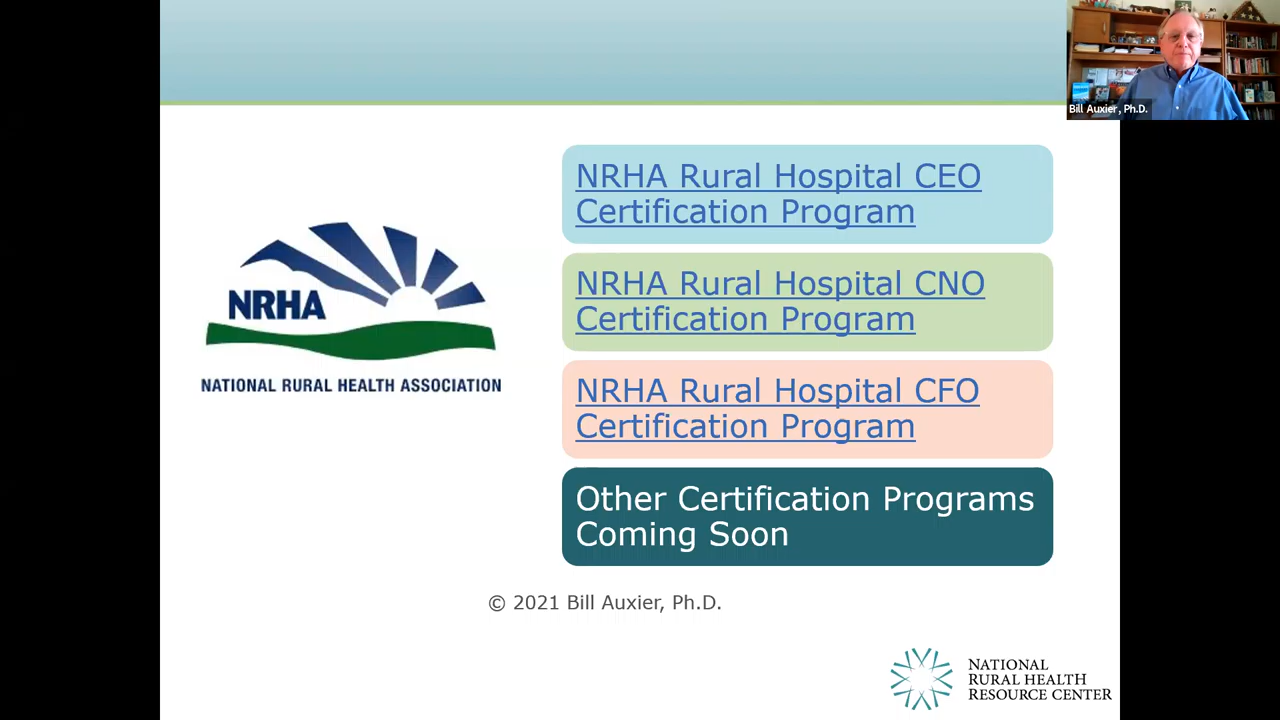 Bill Auxier, Ph.D.
NRHA
NATIONAL RURAL HEALTH ASSOCIATION
NRHA Rural Hospital CEO
Certification Program
NRHA Rural Hospital CNO
Certification Program
NRHA Rural Hospital CFO
Certification Program
Other Certification Programs
Coming Soon
© 2021 Bill Auxier, Ph.D.
NATIONAL
RURAL HEALTH
RESOURCE CENTER